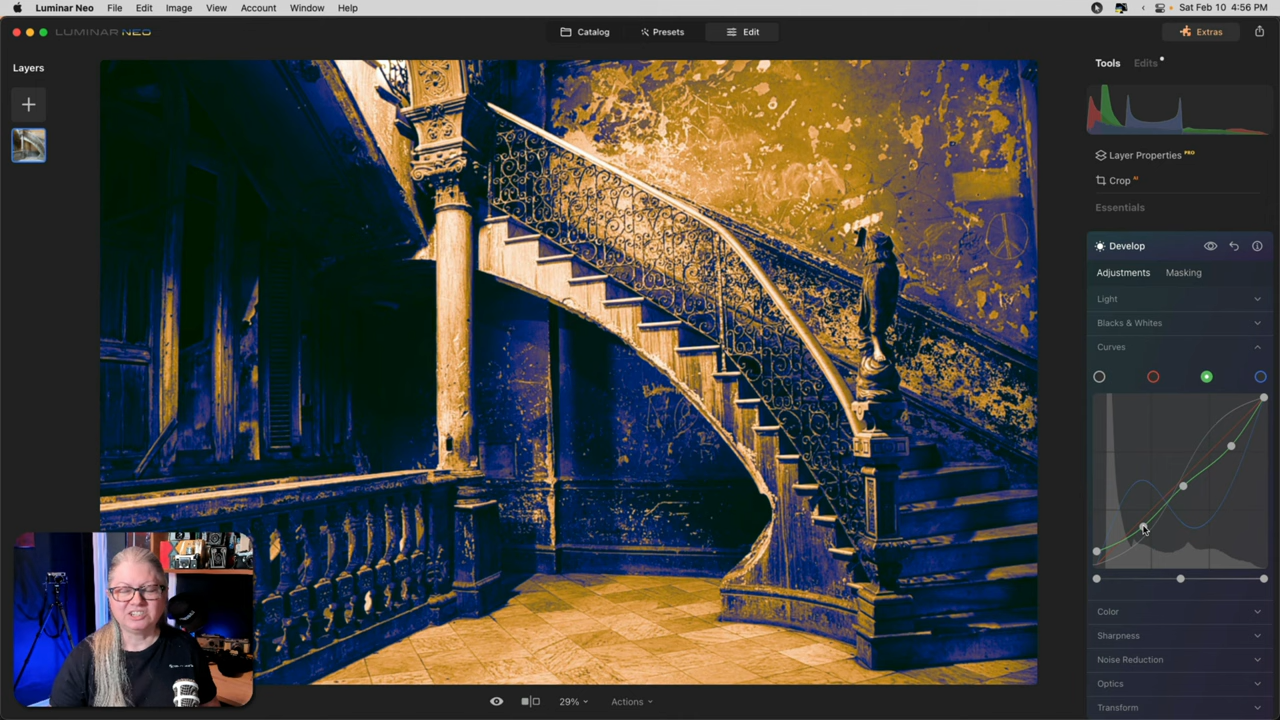 Luminar Neo File Edit Image View Account Window Help Sat Feb 10 4:56 PM
LUMINAR NEO Catalog Presets Edit Extras
Layers
Tools Edits
Layer Properties PRO
Crop AI
Essentials
Develop
Adjustments Masking
Light
Blacks & Whites
Curves
Color
Sharpness
Noise Reduction
Optics
Transform
29% Actions